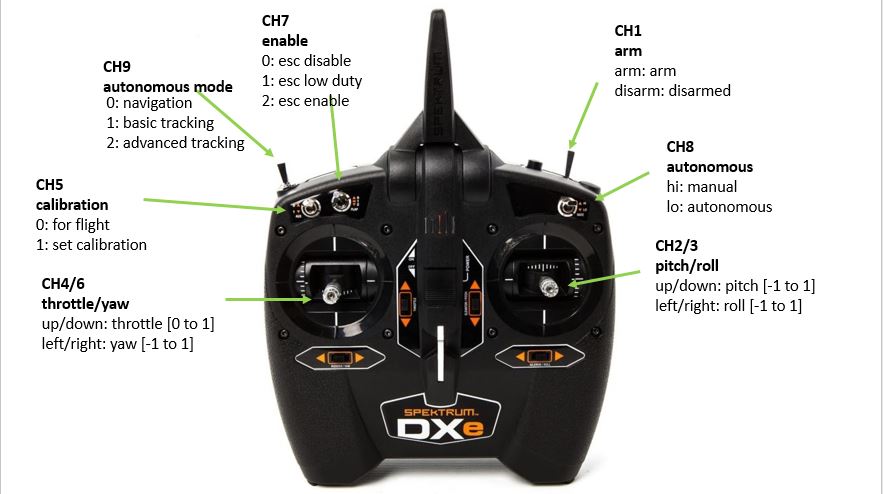 CH7
enable
0: esc disable
1: esc low duty
2: esc enable
CH1
arm
arm: arm
disarm: disarmed
CH9
autonomous mode
0: navigation
1: basic tracking
2: advanced tracking
CH8
autonomous
hi: manual
lo: autonomous
CH5
calibration
0: for flight
1: set calibration
CH2/3
pitch/roll
up/down: pitch [-1 to 1]
left/right: roll [-1 to 1]
CH4/6
throttle/yaw
up/down: throttle [0 to 1]
left/right: yaw [-1 to 1]
SPEKTRUM
POWER
SPEKTRUM
DXe